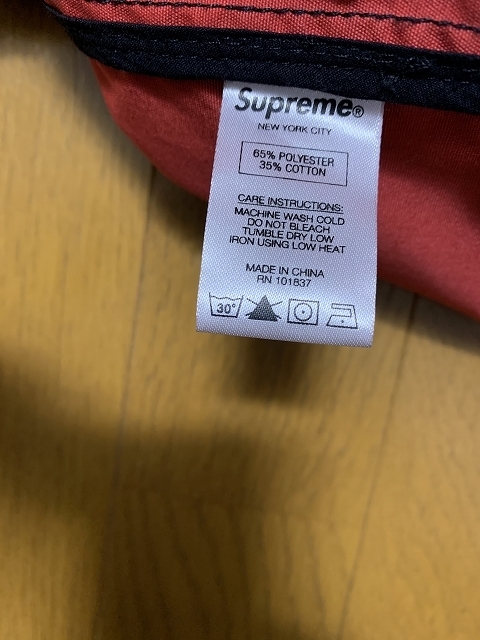 Supreme®
NEW YORK CITY
65% POLYESTER
35% COTTON
CARE INSTRUCTIONS:
MACHINE WASH COLD
DO NOT BLEACH
TUMBLE DRY LOW
IRON USING LOW HEAT
MADE IN CHINA
RN 101837
30°